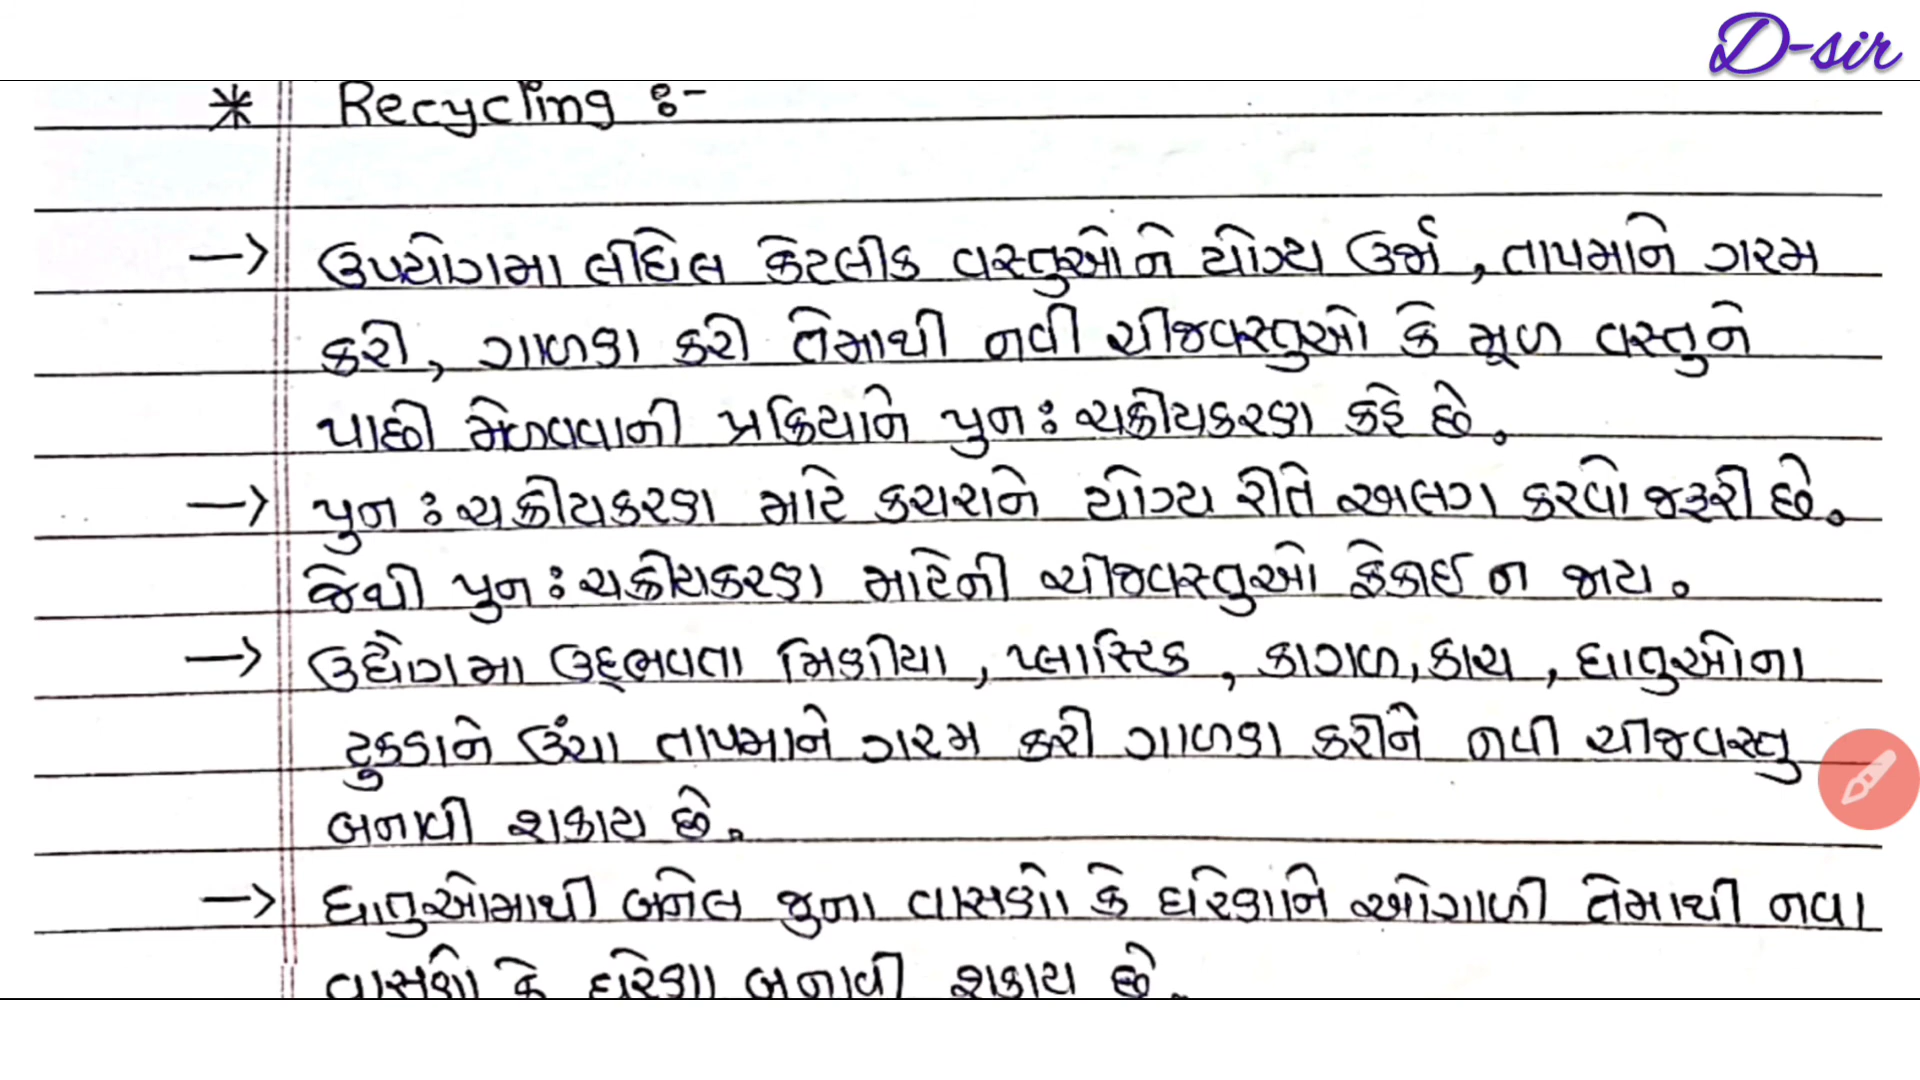 D-sir
* Recycling :-
→ ઉપયોગમા લીધેલ કેટલીક વસ્તુઓને યોગ્ય ઉર્જા, તાપમાને ગરમ
કરી, ગાળણ કરી તેમાથી નવી ચીજવસ્તુઓ કે મૂળ વસ્તુને
પાછી મેળવવાની પ્રક્રિયાને પુનઃચક્રીયકરણ કહે છે.
→ પુનઃચક્રીયકરણ માટે કચરાને યોગ્ય રીતે અલગ કરવો જરૂરી છે.
જેથી પુનઃચક્રીયકરણ માટેની ચીજવસ્તુઓ ફેકાઈ ન જાય.
→ ઉદ્યોગમા ઉદ્ભવતા મિણીયા, પ્લાસ્ટિક, કાગળ, કાચ, ધાતુઓના
ટુકડાને ઉંચા તાપમાને ગરમ કરી ગાળણ કરીને નવી ચીજવસ્તુ
બનાવી શકાય છે.
→ ધાતુઓમાથી બનેલ જુના વાસણો કે ઘરેણાને ઓગાળી તેમાથી નવા
વાસણો કે ઘરેણા બનાવી શકાય છે.